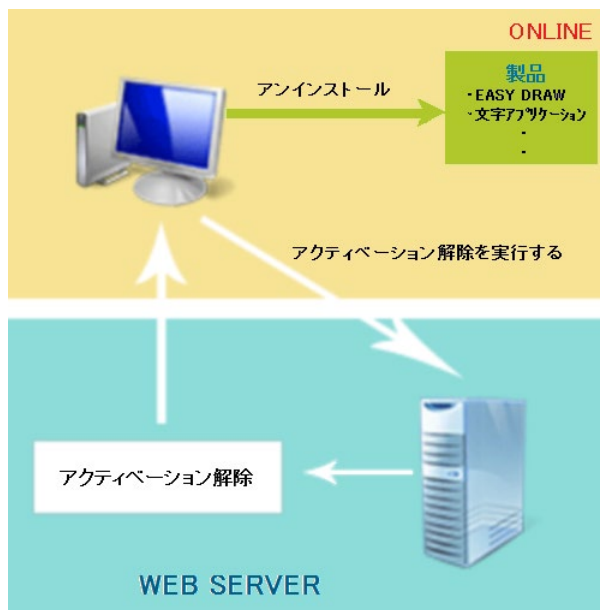 ONLINE
製品
・EASY DRAW
・文字アプリケーション
・
・
アンインストール
アクティベーション解除を実行する
アクティベーション解除
WEB SERVER